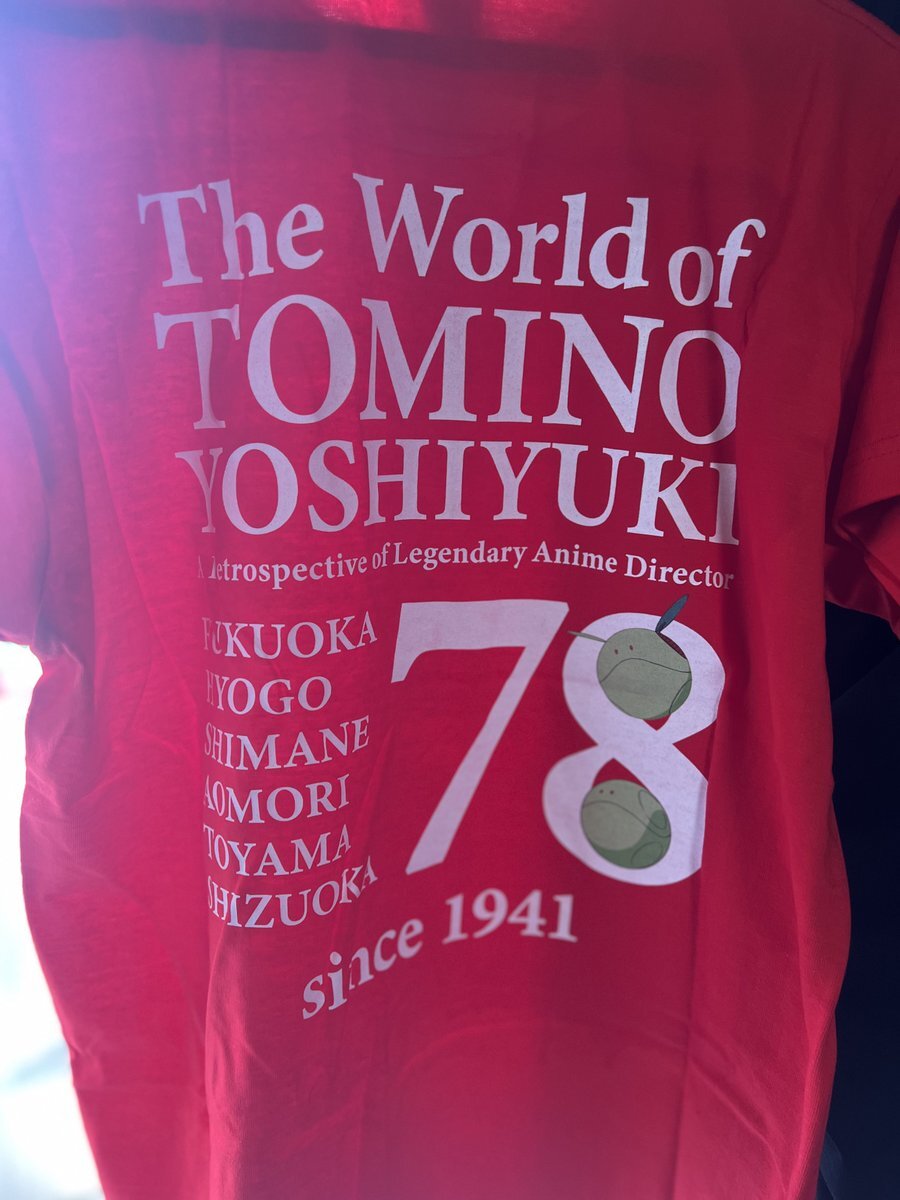 The World of
TOMINO
YOSHIYUKI
A Retrospective of Legendary Anime Director
FUKUOKA
HYOGO
SHIMANE
AOMORI
TOYAMA
SHIZUOKA
78
since 1941